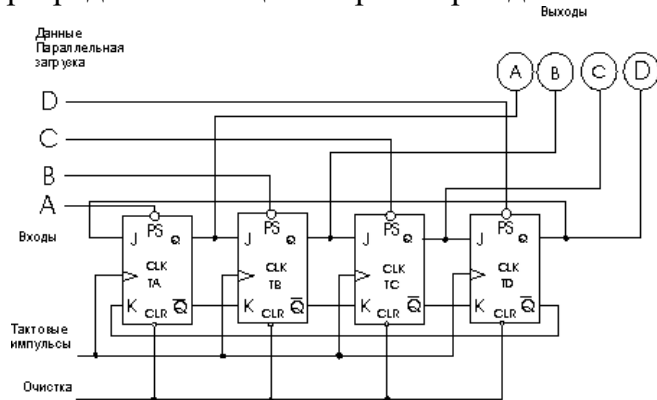 Выходы
Данные
Параллельная
загрузка
A B C D
D
C
B
A
Входы
J PS Q
CLK
TA
K CLR Q̅
J PS Q
CLK
TB
K CLR Q̅
J PS Q
CLK
TC
K CLR Q̅
J PS Q
CLK
TD
K CLR Q̅
Тактовые
импульсы
Очистка